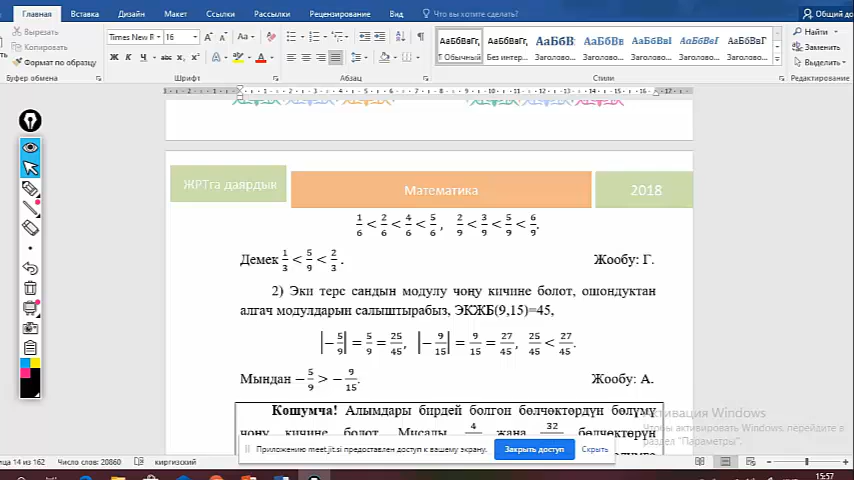 Главная Вставка Дизайн Макет Ссылки Рассылки Рецензирование Вид Что вы хотите сделать? Общий до
Вырезать
Копировать
Формат по образцу
Буфер обмена
Times New R 16
Шрифт
Абзац
АаБбВвГг, АаБбВвГг, АаБбВ АаБбВв АаБбВвІ АаБбВвІ АаБбВвГ
¶ Обычный Без интер... Заголово... Заголово... Заголово... Заголово... Заголово...
Стили
Найти
Заменить
Выделить
Редактирование
ЖРТга даярдык Математика 2018
1/6 < 2/6 < 4/6 < 5/6, 2/9 < 3/9 < 5/9 < 6/9.
Демек 1/3 < 5/9 < 2/3. Жообу: Г.
2) Эки терс сандын модулу чоңу кичине болот, ошондуктан
алгач модулдарын салыштырабыз, ЭКЖБ(9,15)=45,
|−5/9| = 5/9 = 25/45, |−9/15| = 9/15 = 27/45, 25/45 < 27/45.
Мындан −5/9 > −9/15. Жообу: А.
Кошумча! Алымдары бирдей болгон бөлчөктөрдүн бөлүмү
чоңу кичине болот. Мисалы 4 жана 32 бөлчөктөрүн
Активация Windows
Чтобы активировать Windows, перейдите в
раздел "Параметры".
Приложению meet.jit.si предоставлен доступ к вашему экрану. Закрыть доступ Скрыть
14 из 162 Число слов: 20860 киргизский 100%
15:57